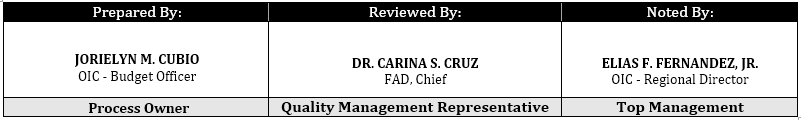 Prepared By:
Reviewed By:
Noted By:
JORIELYN M. CUBIO
OIC - Budget Officer
DR. CARINA S. CRUZ
FAD, Chief
ELIAS F. FERNANDEZ, JR.
OIC - Regional Director
Process Owner
Quality Management Representative
Top Management